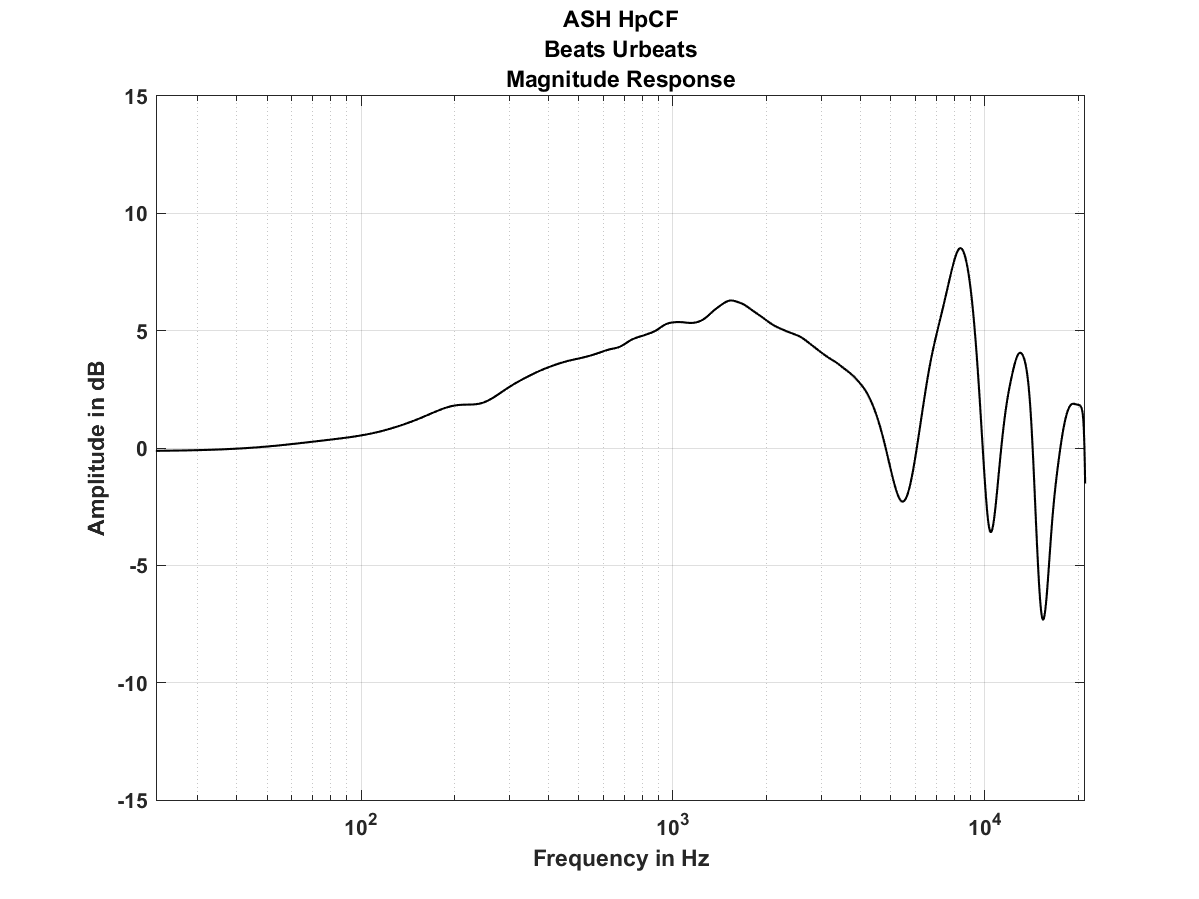 ASH HpCF
Beats Urbeats
Magnitude Response
15
10
5
0
-5
-10
-15
Amplitude in dB
10²
10³
10⁴
Frequency in Hz